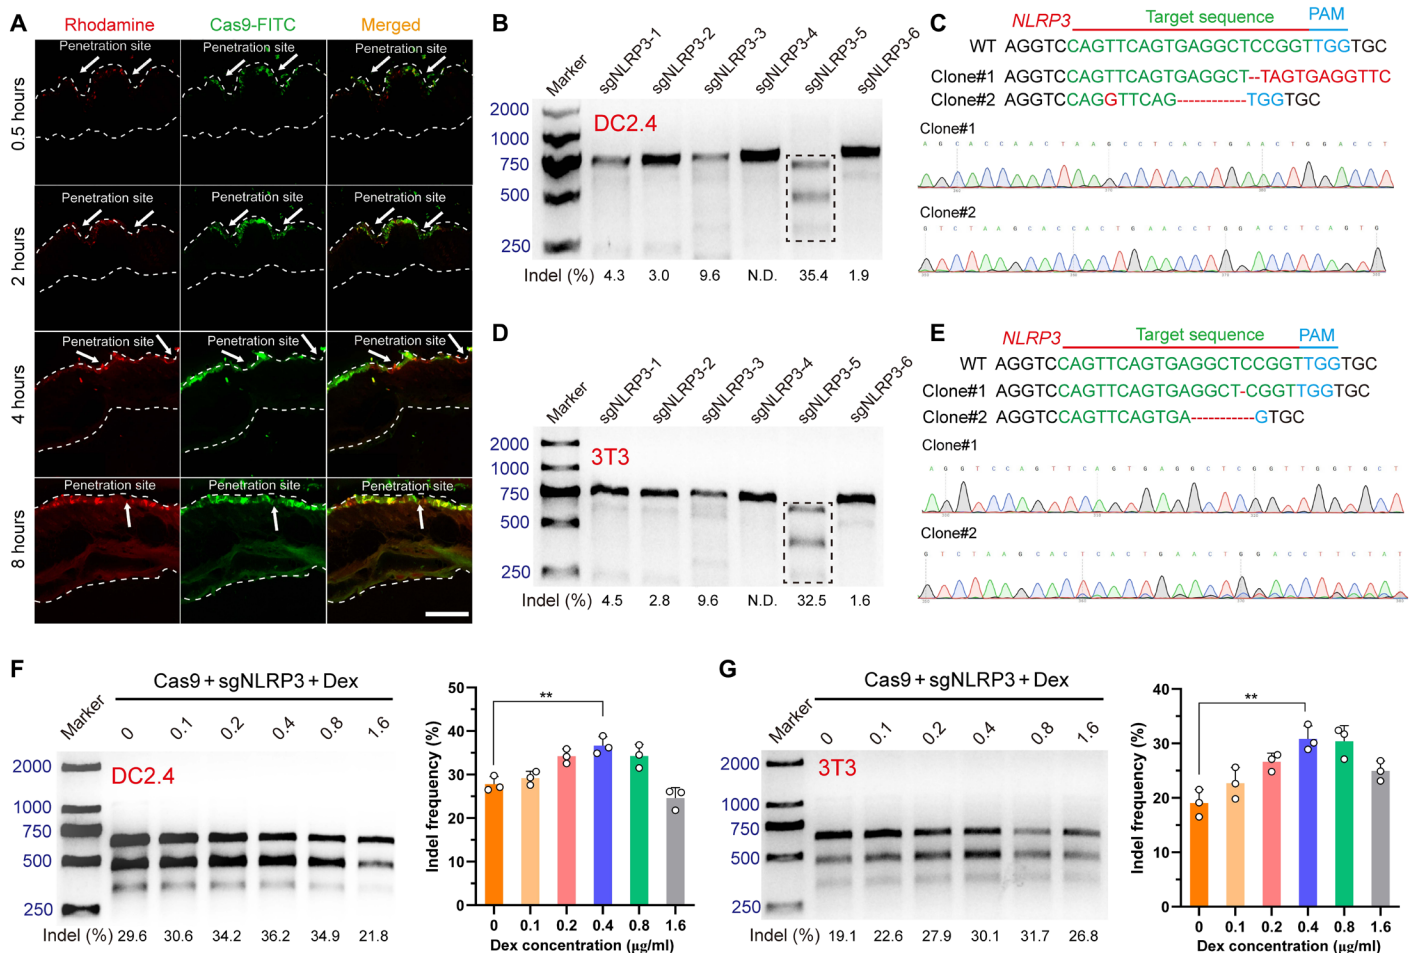 A
Rhodamine Cas9-FITC Merged
0.5 hours
Penetration site Penetration site Penetration site
2 hours
Penetration site Penetration site Penetration site
4 hours
Penetration site Penetration site Penetration site
8 hours
Penetration site Penetration site Penetration site
B
Marker sgNLRP3-1 sgNLRP3-2 sgNLRP3-3 sgNLRP3-4 sgNLRP3-5 sgNLRP3-6
DC2.4
2000
1000
750
500
250
Indel (%) 4.3 3.0 9.6 N.D. 35.4 1.9
C
NLRP3 Target sequence PAM
WT AGGTCCAGTTCAGTGAGGCTCCGGTTGGTGC
Clone#1 AGGTCCAGTTCAGTGAGGCT--TAGTGAGGTTC
Clone#2 AGGTCCAGGTTCAG------------TGGTGC
Clone#1
A G C A C C A A C T A A G C C T C A C T G A A C T G G A C C T
Clone#2
G T C T A A G C A C C A C T G A A C C T G G A C C T C A G T G
D
Marker sgNLRP3-1 sgNLRP3-2 sgNLRP3-3 sgNLRP3-4 sgNLRP3-5 sgNLRP3-6
3T3
2000
1000
750
500
250
Indel (%) 4.5 2.8 9.6 N.D. 32.5 1.6
E
NLRP3 Target sequence PAM
WT AGGTCCAGTTCAGTGAGGCTCCGGTTGGTGC
Clone#1 AGGTCCAGTTCAGTGAGGCT-CGGTTGGTGC
Clone#2 AGGTCCAGTTCAGTGA-----------GTGC
Clone#1
A G G T C C A G T T C A G T G A G G C T C G G T T G G T G C T
Clone#2
G T C T A A G C A C T C A C T G A A C T G G A C C T T C T A T
F
Cas9 + sgNLRP3 + Dex
Marker 0 0.1 0.2 0.4 0.8 1.6
DC2.4
2000
1000
750
500
250
Indel (%) 29.6 30.6 34.2 36.2 34.9 21.8
Indel frequency (%)
50
40
30
20
10
0
**
0 0.1 0.2 0.4 0.8 1.6
Dex concentration (μg/ml)
G
Cas9 + sgNLRP3 + Dex
Marker 0 0.1 0.2 0.4 0.8 1.6
3T3
2000
1000
750
500
250
Indel (%) 19.1 22.6 27.9 30.1 31.7 26.8
Indel frequency (%)
40
30
20
10
0
**
0 0.1 0.2 0.4 0.8 1.6
Dex concentration (μg/ml)